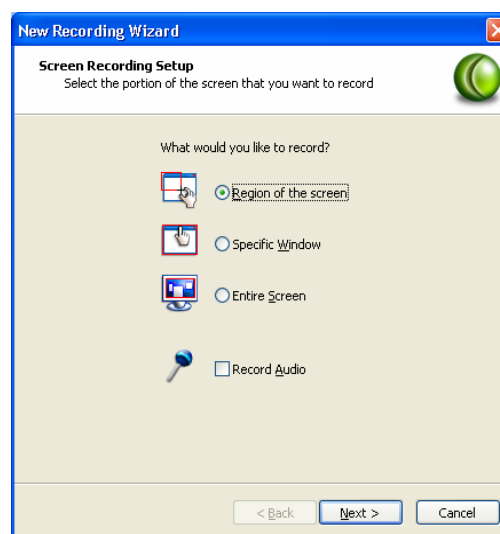 New Recording Wizard
Screen Recording Setup
Select the portion of the screen that you want to record
What would you like to record?
Region of the screen
Specific Window
Entire Screen
Record Audio
< Back Next > Cancel